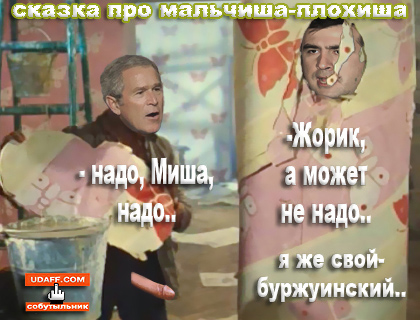 сказка про мальчиша-плохиша
- надо, Миша,
надо..
-Жорик,
а может
не надо..
я же свой-
буржуинский..
UDAFF.COM
собутыльник